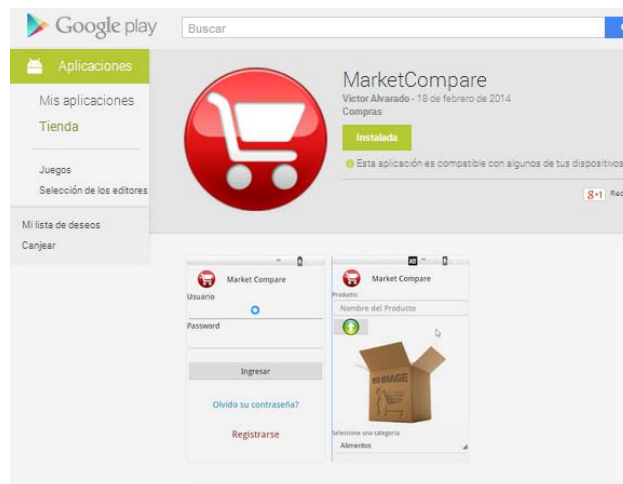 Google play
Buscar
Aplicaciones
Mis aplicaciones
Tienda
Juegos
Selección de los editores
Mi lista de deseos
Canjear
MarketCompare
Victor Alvarado - 18 de febrero de 2014
Compras
Instalada
Esta aplicación es compatible con algunos de tus dispositivos
g+1
Market Compare
Usuario
Password
Ingresar
Olvido su contraseña?
Registrarse
Market Compare
Producto:
Nombre del Producto
NO IMAGE
Seleccione una categoría:
Alimentos